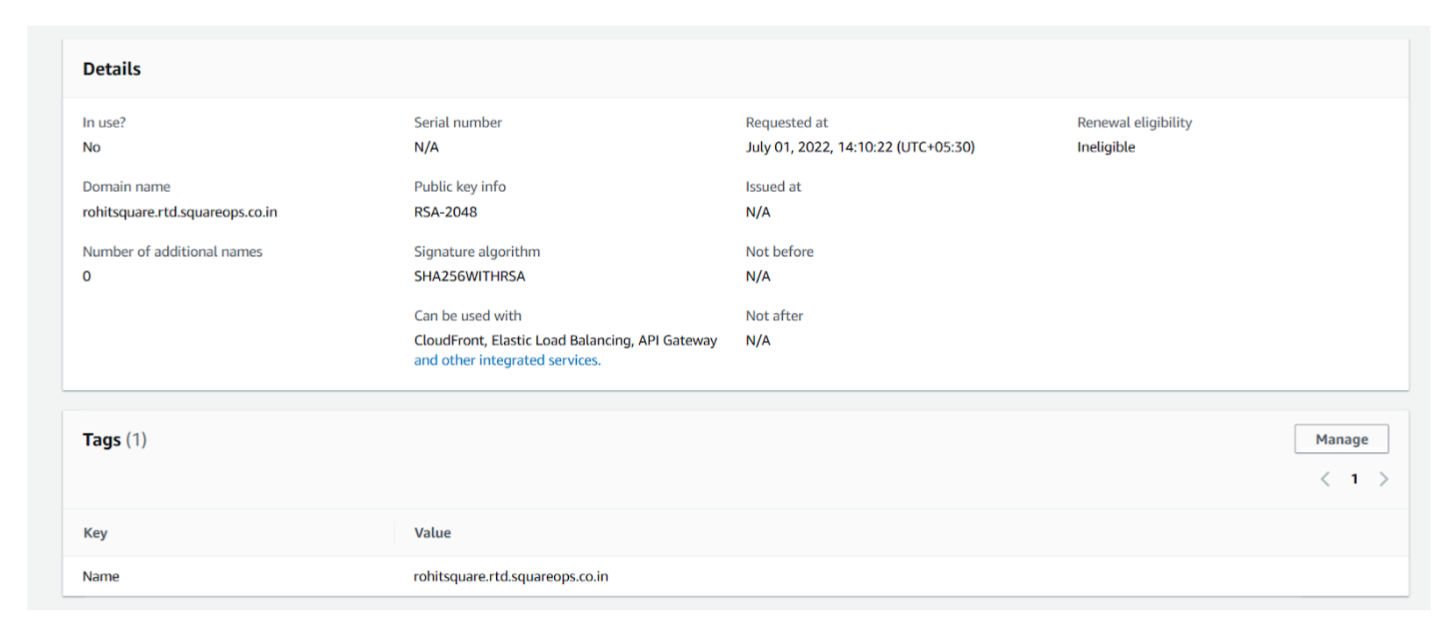 Details
In use?
No
Serial number
N/A
Requested at
July 01, 2022, 14:10:22 (UTC+05:30)
Renewal eligibility
Ineligible
Domain name
rohitsquare.rtd.squareops.co.in
Public key info
RSA-2048
Issued at
N/A
Number of additional names
0
Signature algorithm
SHA256WITHRSA
Not before
N/A
Can be used with
CloudFront, Elastic Load Balancing, API Gateway
and other integrated services.
Not after
N/A
Tags (1)
Manage
1
Key
Value
Name
rohitsquare.rtd.squareops.co.in